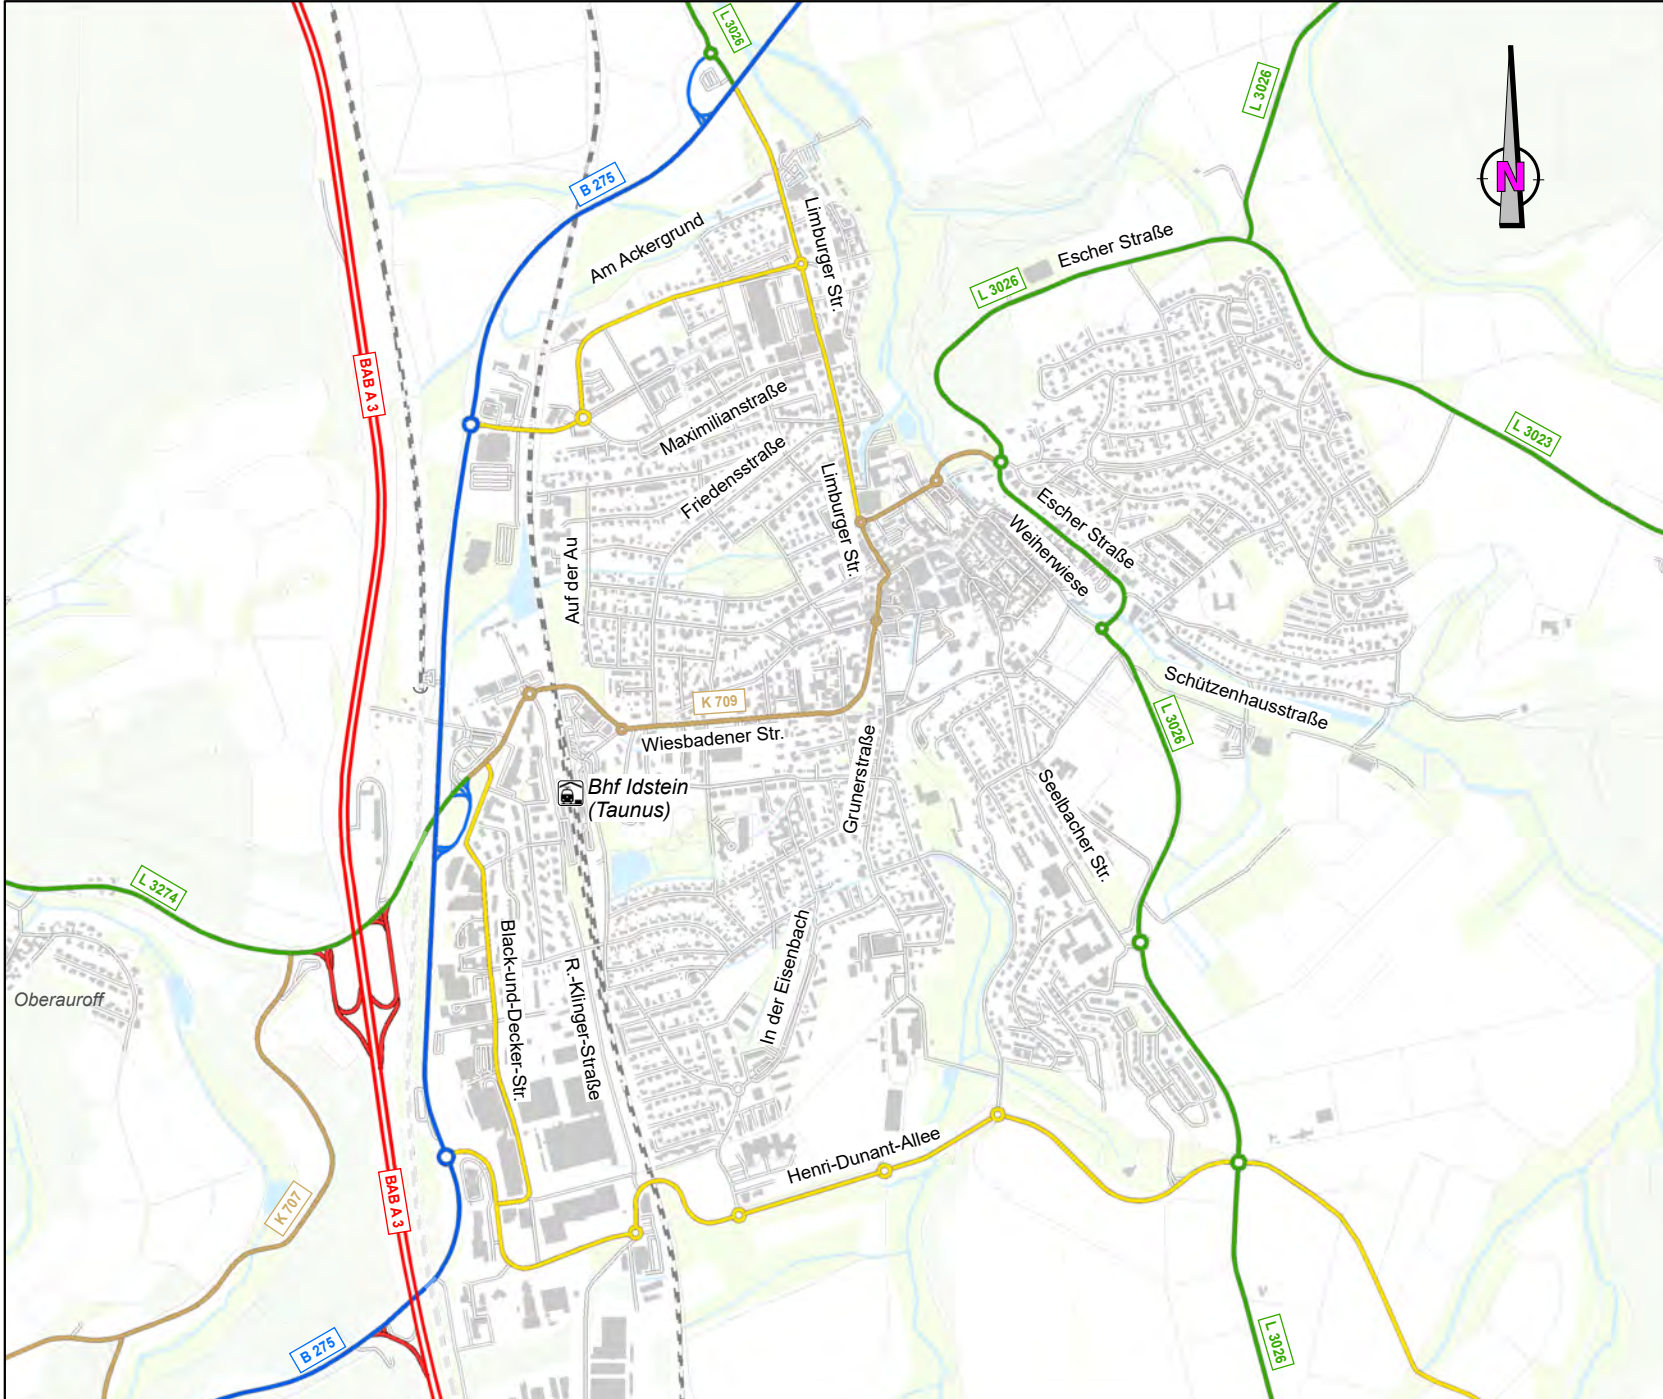 L 3026
L 3026
N
B 275
Limburger Str.
Am Ackergrund
Escher Straße
L 3026
BAB A 3
Maximilianstraße
L 3023
Friedensstraße
Limburger Str.
Escher Straße
Weiherwiese
Auf der Au
Schützenhausstraße
K 709
L 3026
Wiesbadener Str.
Grunerstraße
Bhf Idstein
(Taunus)
Seelbacher Str.
L 3274
Black-und-Decker-Str.
In der Eisenbach
R.-Klinger-Straße
Oberauroff
Henri-Dunant-Allee
BAB A 3
K 707
B 275
L 3026